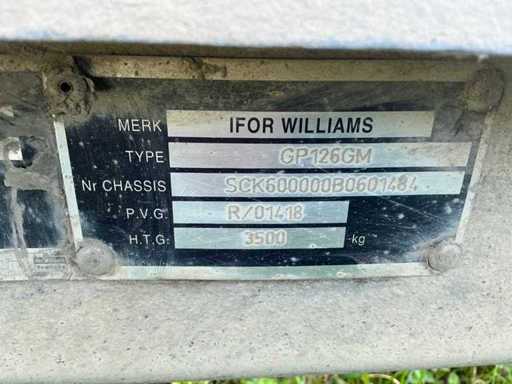 MERK IFOR WILLIAMS
TYPE GP126GM
Nr CHASSIS SCK600000B0601484
P.V.G. R/01418
H.T.G: 3500 -kg